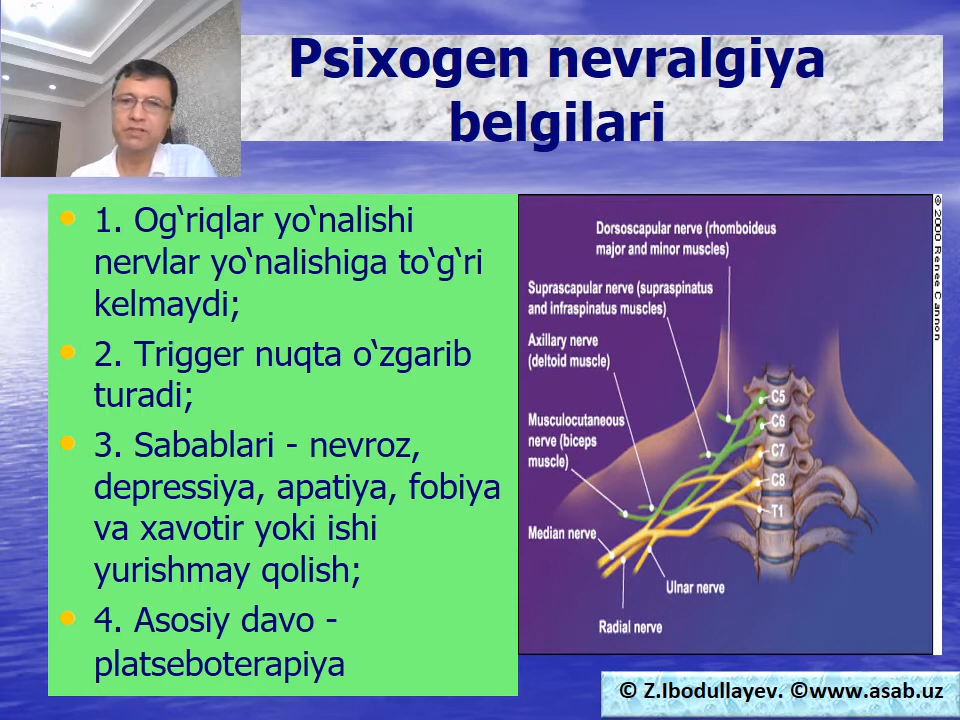 Psixogen nevralgiya
belgilari
1. Og‘riqlar yo‘nalishi
nervlar yo‘nalishiga to‘g‘ri
kelmaydi;
2. Trigger nuqta o‘zgarib
turadi;
3. Sabablari - nevroz,
depressiya, apatiya, fobiya
va xavotir yoki ishi
yurishmay qolish;
4. Asosiy davo -
platseboterapiya
Dorsoscapular nerve (rhomboideus
major and minor muscles)
Suprascapular nerve (supraspinatus
and infraspinatus muscles)
Axillary nerve
(deltoid muscle)
Musculocutaneous
nerve (biceps
muscle)
Median nerve
Radial nerve
Ulnar nerve
C5
C6
C7
C8
T1
© 2000 Renee Cannon
© Z.Ibodullayev. ©www.asab.uz